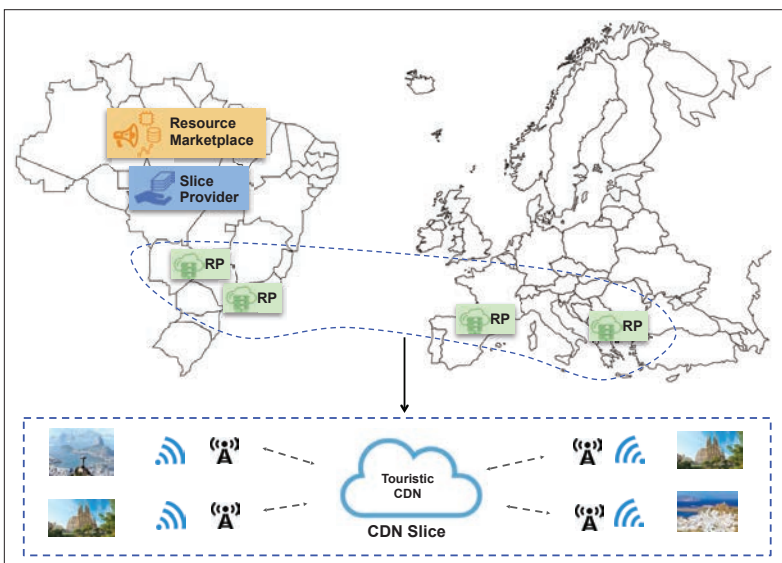 Resource
Marketplace
Slice
Provider
RP
RP
RP
RP
Touristic
CDN
CDN Slice